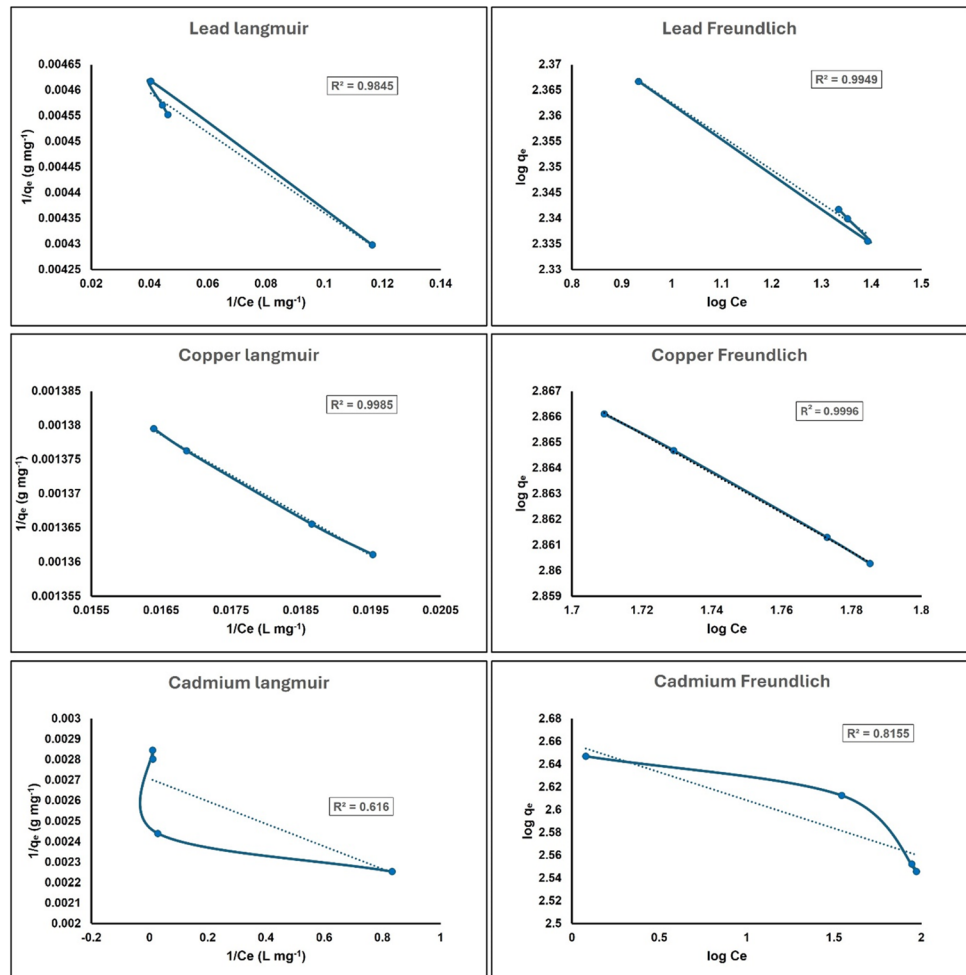 Lead langmuir
R² = 0.9845
1/qₑ (g mg⁻¹)
0.00465
0.0046
0.00455
0.0045
0.00445
0.0044
0.00435
0.0043
0.00425
0.02 0.04 0.06 0.08 0.1 0.12 0.14
1/Ce (L mg⁻¹)
Lead Freundlich
R² = 0.9949
log qₑ
2.37
2.365
2.36
2.355
2.35
2.345
2.34
2.335
2.33
0.8 0.9 1 1.1 1.2 1.3 1.4 1.5
log Ce
Copper langmuir
R² = 0.9985
1/qₑ (g mg⁻¹)
0.001385
0.00138
0.001375
0.00137
0.001365
0.00136
0.001355
0.0155 0.0165 0.0175 0.0185 0.0195 0.0205
1/Ce (L mg⁻¹)
Copper Freundlich
R² = 0.9996
log qₑ
2.867
2.866
2.865
2.864
2.863
2.862
2.861
2.86
2.859
1.7 1.72 1.74 1.76 1.78 1.8
log Ce
Cadmium langmuir
R² = 0.616
1/qₑ (g mg⁻¹)
0.003
0.0029
0.0028
0.0027
0.0026
0.0025
0.0024
0.0023
0.0022
0.0021
0.002
-0.2 0 0.2 0.4 0.6 0.8 1
1/Ce (L mg⁻¹)
Cadmium Freundlich
R² = 0.8155
log qₑ
2.68
2.66
2.64
2.62
2.6
2.58
2.56
2.54
2.52
2.5
0 0.5 1 1.5 2
log Ce